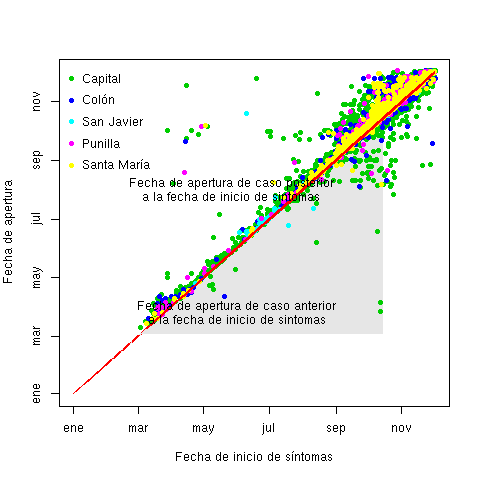 Capital
Colón
San Javier
Punilla
Santa María
Fecha de apertura de caso posterior
a la fecha de inicio de síntomas
Fecha de apertura de caso anterior
a la fecha de inicio de sintomas
Fecha de apertura
ene
mar
may
jul
sep
nov
ene
mar
may
jul
sep
nov
Fecha de inicio de síntomas